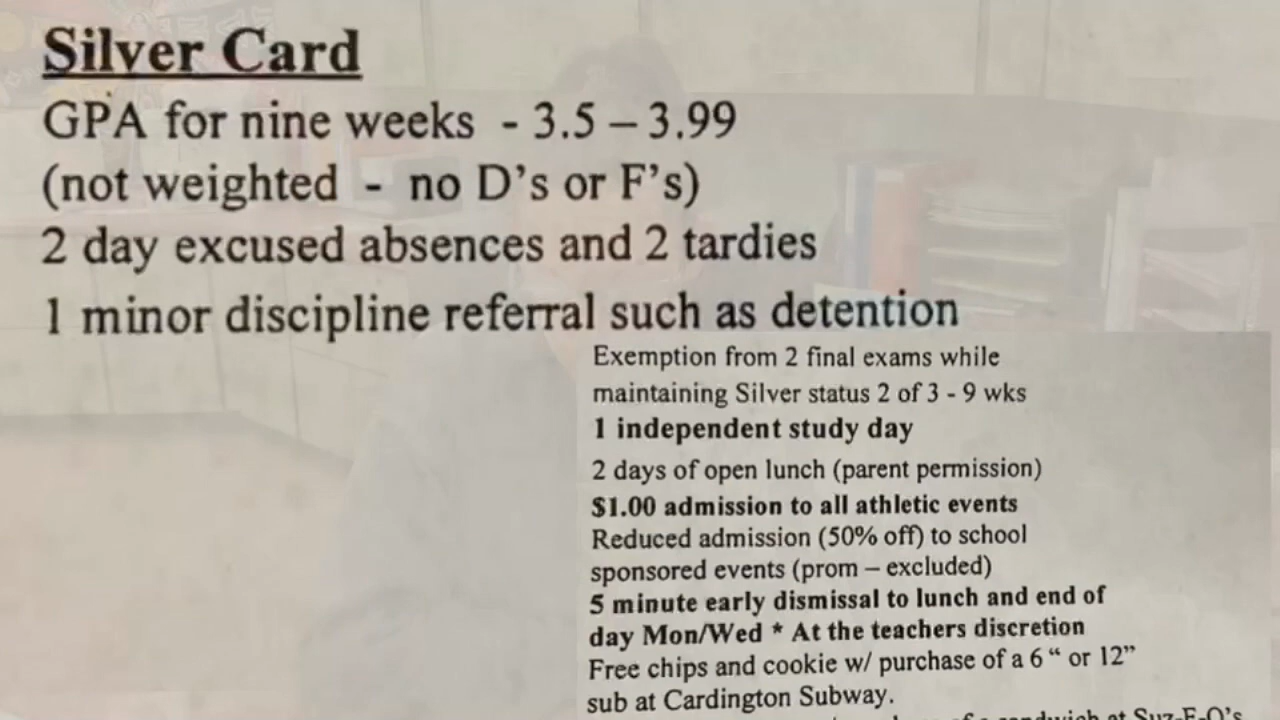 Silver Card
GPA for nine weeks - 3.5 – 3.99
(not weighted - no D's or F's)
2 day excused absences and 2 tardies
1 minor discipline referral such as detention
Exemption from 2 final exams while
maintaining Silver status 2 of 3 - 9 wks
1 independent study day
2 days of open lunch (parent permission)
$1.00 admission to all athletic events
Reduced admission (50% off) to school
sponsored events (prom – excluded)
5 minute early dismissal to lunch and end of
day Mon/Wed * At the teachers discretion
Free chips and cookie w/ purchase of a 6 “ or 12”
sub at Cardington Subway.
of a sandwich at Suz-E-Q's